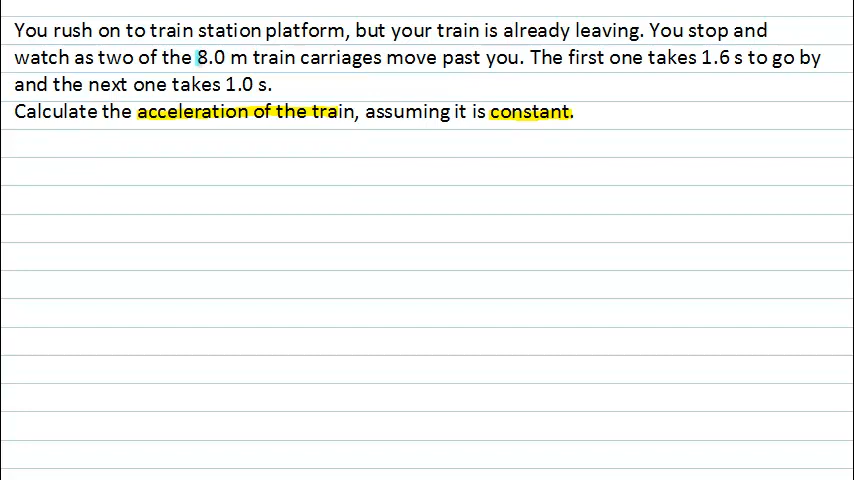 You rush on to train station platform, but your train is already leaving. You stop and
watch as two of the 8.0 m train carriages move past you. The first one takes 1.6 s to go by
and the next one takes 1.0 s.
Calculate the acceleration of the train, assuming it is constant.